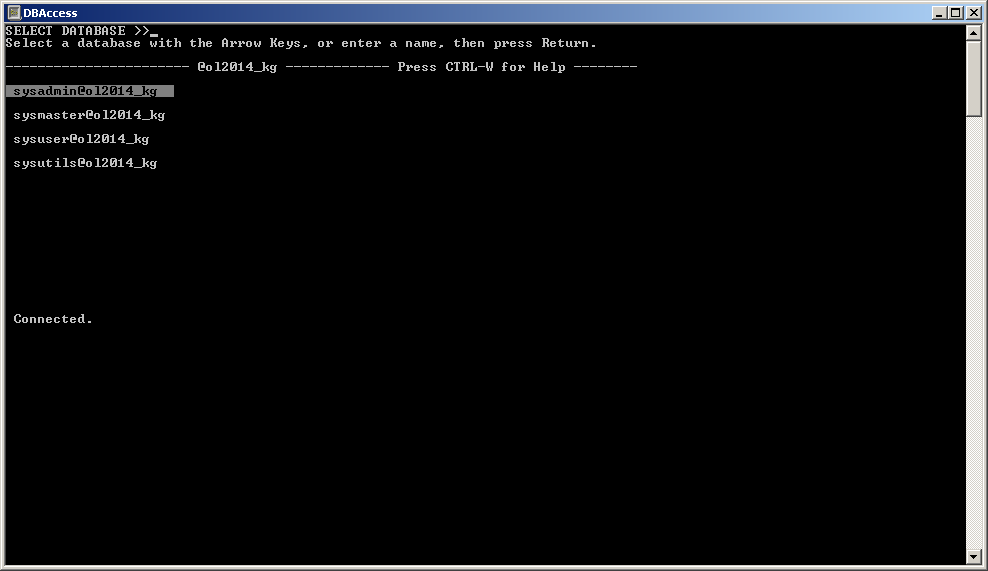 DBAccess
SELECT DATABASE >>_
Select a database with the Arrow Keys, or enter a name, then press Return.
----------------------- @ol2014_kg ------------- Press CTRL-W for Help --------
sysadmin@ol2014_kg
sysmaster@ol2014_kg
sysuser@ol2014_kg
sysutils@ol2014_kg
Connected.